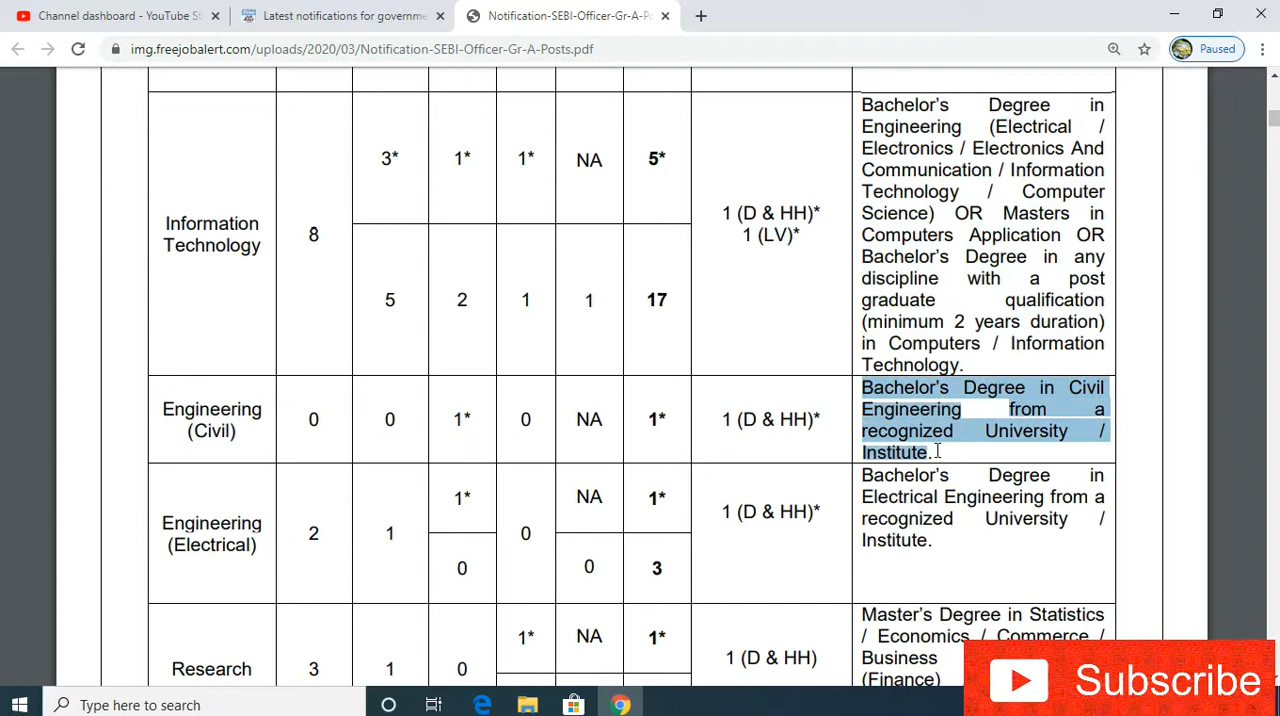 Channel dashboard - YouTube St
Latest notifications for governme
Notification-SEBI-Officer-Gr-A-Po
img.freejobalert.com/uploads/2020/03/Notification-SEBI-Officer-Gr-A-Posts.pdf
Paused
Information
Technology
8
3*
1*
1*
NA
5*
5
2
1
1
17
1 (D & HH)*
1 (LV)*
Bachelor's Degree in
Engineering (Electrical /
Electronics / Electronics And
Communication / Information
Technology / Computer
Science) OR Masters in
Computers Application OR
Bachelor's Degree in any
discipline with a post
graduate qualification
(minimum 2 years duration)
in Computers / Information
Technology.
Engineering
(Civil)
0
0
1*
0
NA
1*
1 (D & HH)*
Bachelor's Degree in Civil
Engineering from a
recognized University /
Institute.
Engineering
(Electrical)
2
1
1*
0
0
NA
0
1*
3
1 (D & HH)*
Bachelor's Degree in
Electrical Engineering from a
recognized University /
Institute.
Research
3
1
0
1*
NA
1*
1 (D & HH)
Master's Degree in Statistics
/ Economics / Commerce /
Business
(Finance)
Subscribe
Type here to search